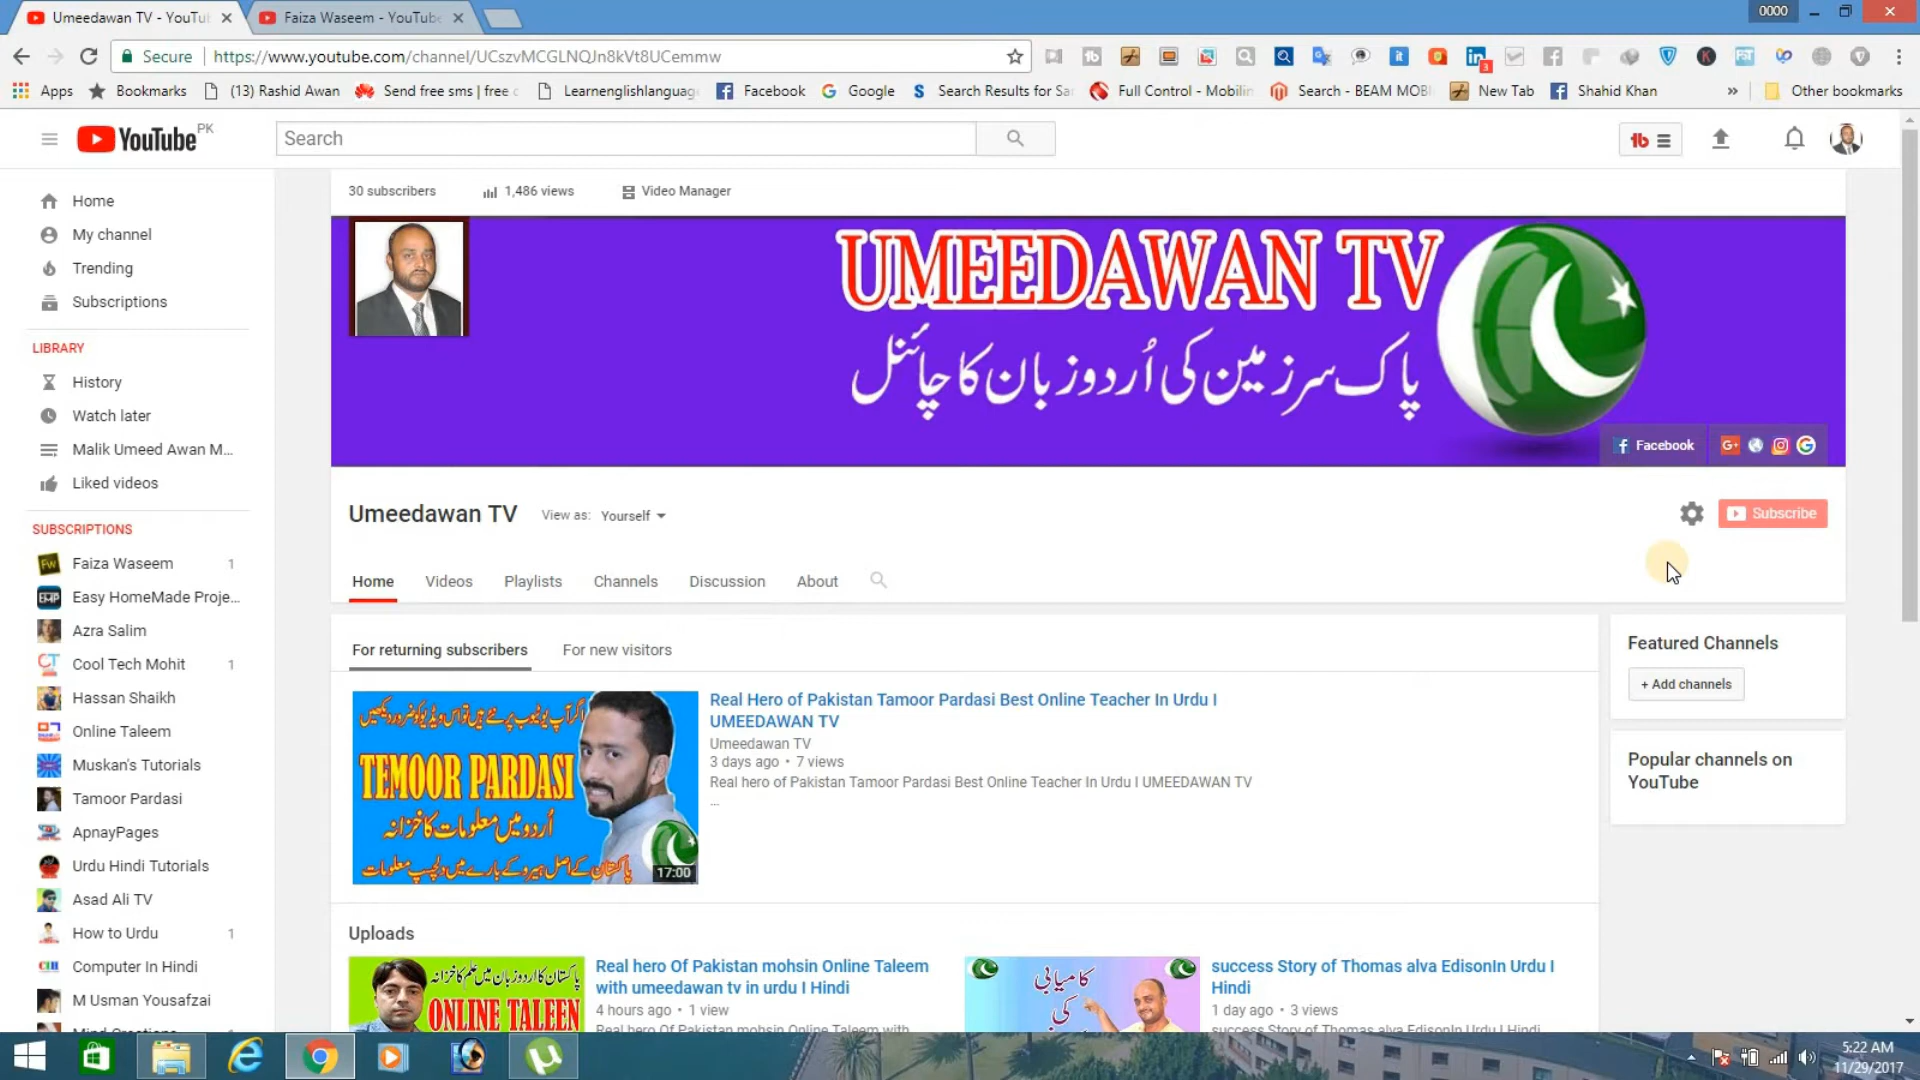 Umeedawan TV - YouTu
Faiza Waseem - YouTube
0000
Secure
https://www.youtube.com/channel/UCszvMCGLNQJn8kVt8UCemmw
3
Apps
Bookmarks
(13) Rashid Awan
Send free sms | free c
Learnenglishlanguag
Facebook
Google
Search Results for Sa
Full Control - Mobilin
Search - BEAM MOBI
New Tab
Shahid Khan
»
Other bookmarks
YouTube PK
Search
30 subscribers
1,486 views
Video Manager
Home
My channel
Trending
Subscriptions
LIBRARY
History
Watch later
Malik Umeed Awan M...
Liked videos
SUBSCRIPTIONS
Faiza Waseem 1
Easy HomeMade Proje...
Azra Salim
Cool Tech Mohit 1
Hassan Shaikh
Online Taleem
Muskan's Tutorials
Tamoor Pardasi
ApnayPages
Urdu Hindi Tutorials
Asad Ali TV
How to Urdu 1
Computer In Hindi
M Usman Yousafzai
UMEEDAWAN TV
پاک سرزمین کی اُردو زبان کا چائنل
Facebook
Umeedawan TV
View as: Yourself
Subscribe
Home
Videos
Playlists
Channels
Discussion
About
For returning subscribers
For new visitors
اگر آپ یوٹیوب پر نئے ہیں تو اس ویڈیو کو ضرور دیکھیں
TEMOOR PARDASI
اُردو میں معلومات کا خزانہ
پاکستان کے اصل ہیرو کے بارے میں دلچسپ معلومات
17:00
Real Hero of Pakistan Tamoor Pardasi Best Online Teacher In Urdu I
UMEEDAWAN TV
Umeedawan TV
3 days ago • 7 views
Real hero of Pakistan Tamoor Pardasi Best Online Teacher In Urdu I UMEEDAWAN TV
...
Featured Channels
+ Add channels
Popular channels on
YouTube
Uploads
پاکستان کا اردو زبان میں علم کا خزانہ
ONLINE TALEEN
Real hero Of Pakistan mohsin Online Taleem
with umeedawan tv in urdu I Hindi
4 hours ago • 1 view
Real hero Of Pakistan mohsin Online Taleem with
کامیابی
کی
success Story of Thomas alva EdisonIn Urdu I
Hindi
1 day ago • 3 views
success Story of Thomas alva EdisonIn Urdu I Hindi
5:22 AM
11/29/2017